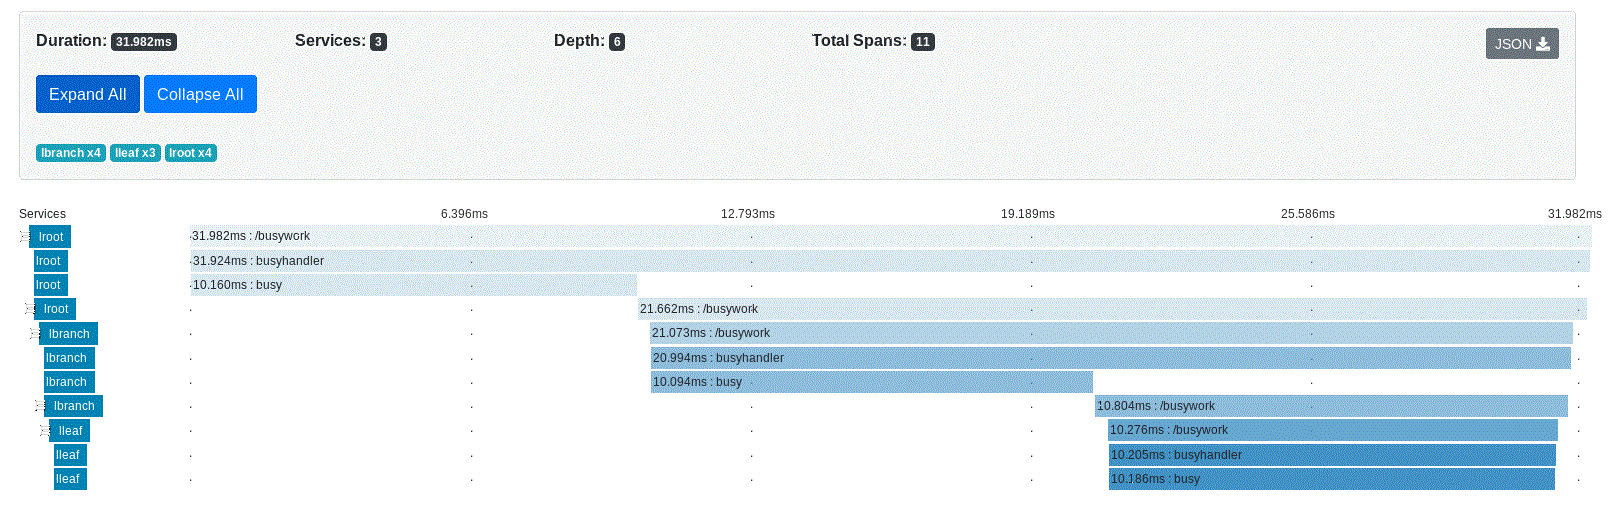 Duration: 31.982ms Services: 3 Depth: 6 Total Spans: 11 JSON
Expand All Collapse All
lbranch x4 lleaf x3 lroot x4
Services 6.396ms 12.793ms 19.189ms 25.586ms 31.982ms
lroot 31.982ms : /busywork
lroot 31.924ms : busyhandler
lroot 10.160ms : busy
lroot 21.662ms : /busywork
lbranch 21.073ms : /busywork
lbranch 20.994ms : busyhandler
lbranch 10.094ms : busy
lbranch 10.804ms : /busywork
lleaf 10.276ms : /busywork
lleaf 10.205ms : busyhandler
lleaf 10.186ms : busy